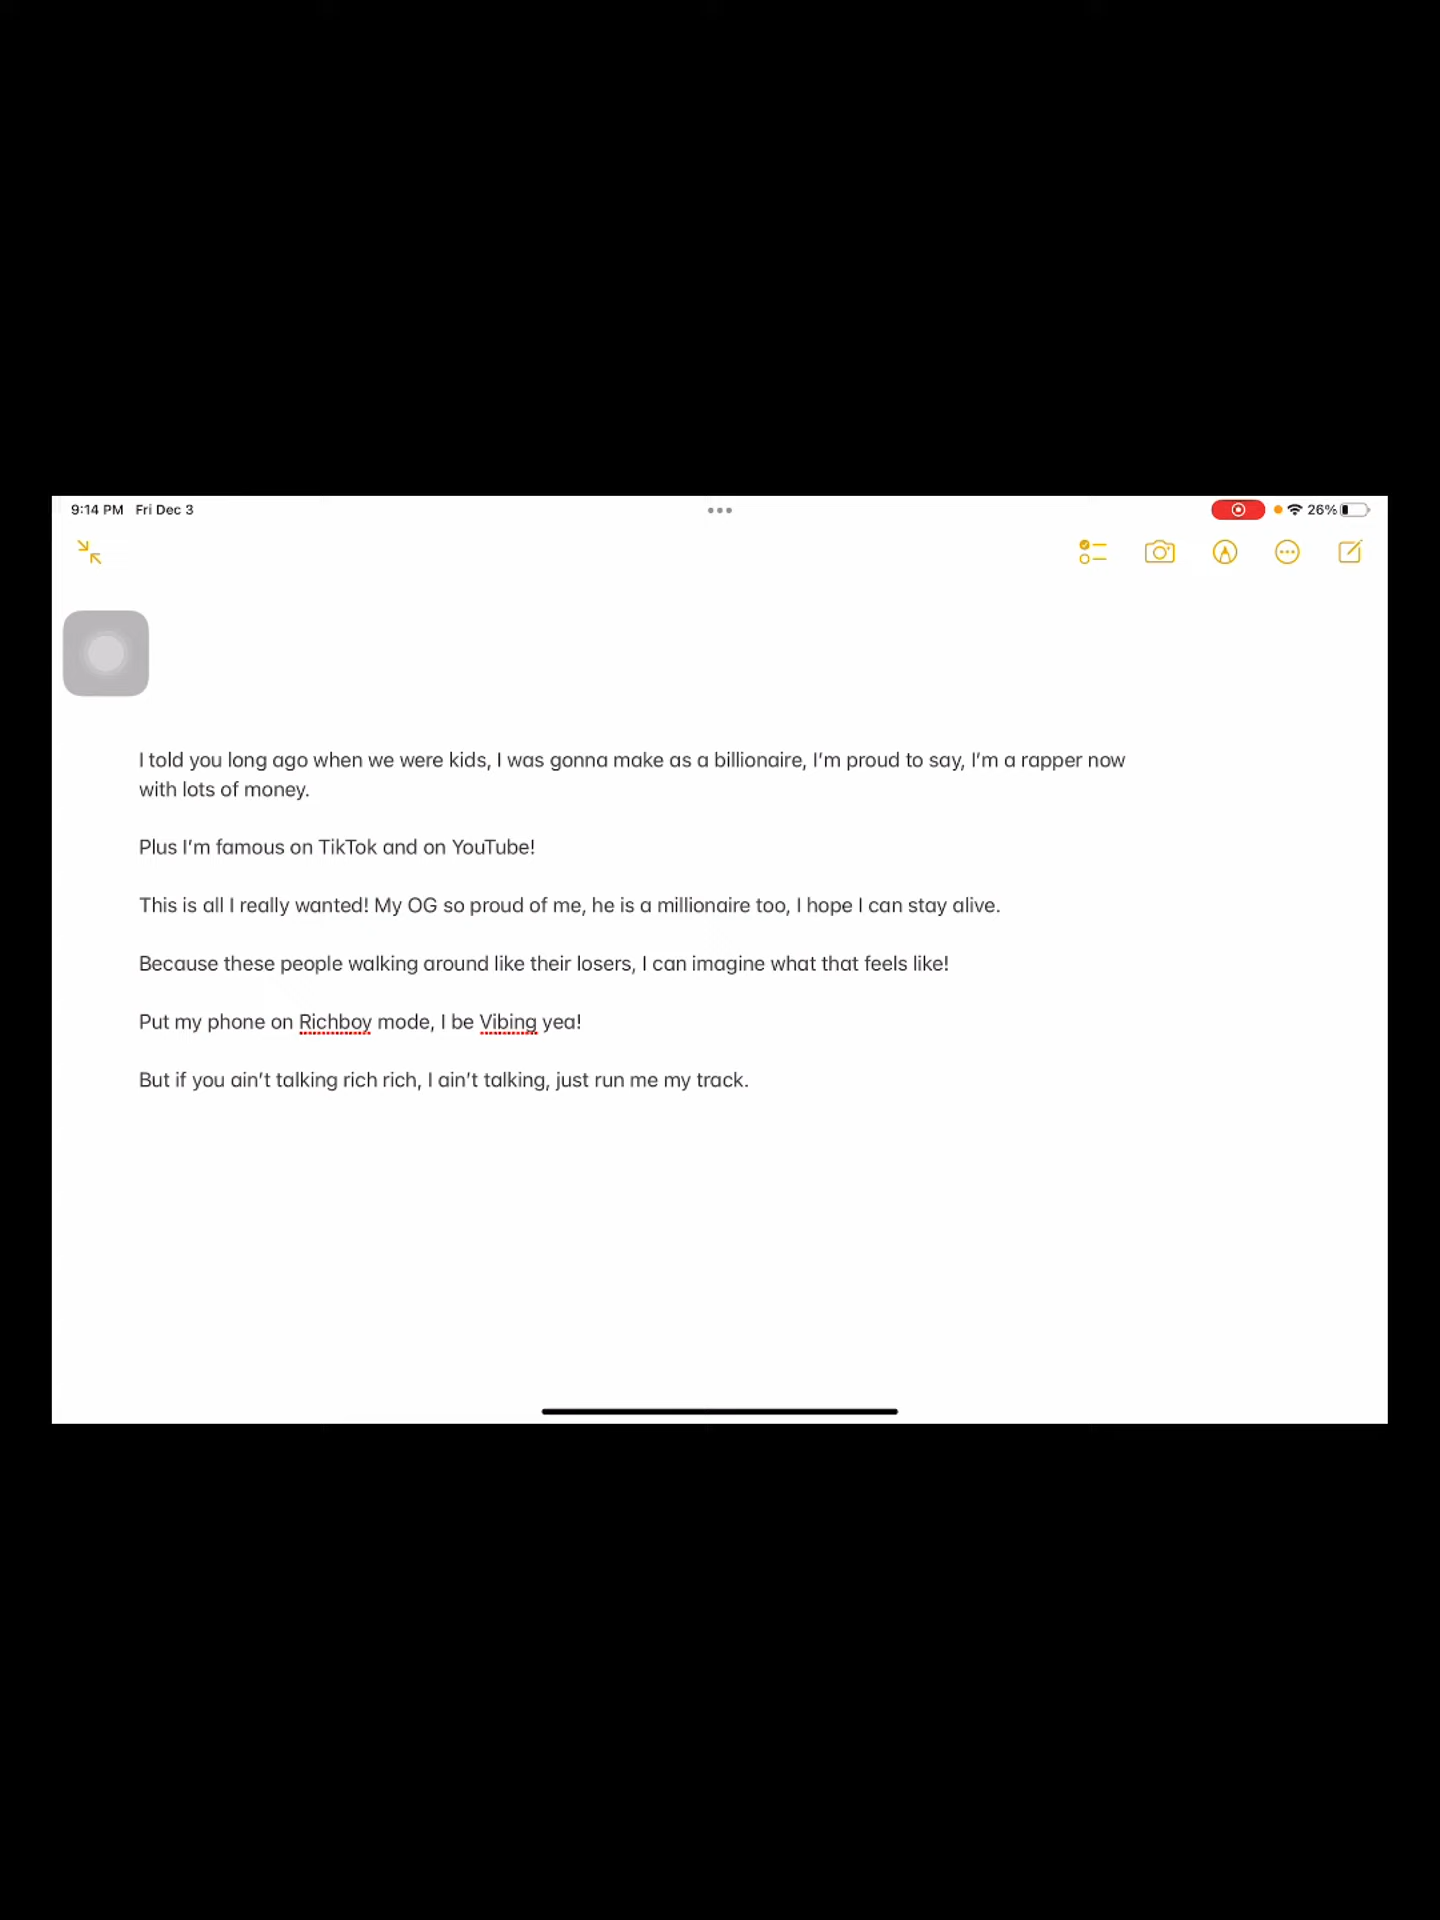 9:14 PM Fri Dec 3
26%
I told you long ago when we were kids, I was gonna make as a billionaire, I’m proud to say, I’m a rapper now
with lots of money.
Plus I’m famous on TikTok and on YouTube!
This is all I really wanted! My OG so proud of me, he is a millionaire too, I hope I can stay alive.
Because these people walking around like their losers, I can imagine what that feels like!
Put my phone on Richboy mode, I be Vibing yea!
But if you ain’t talking rich rich, I ain’t talking, just run me my track.